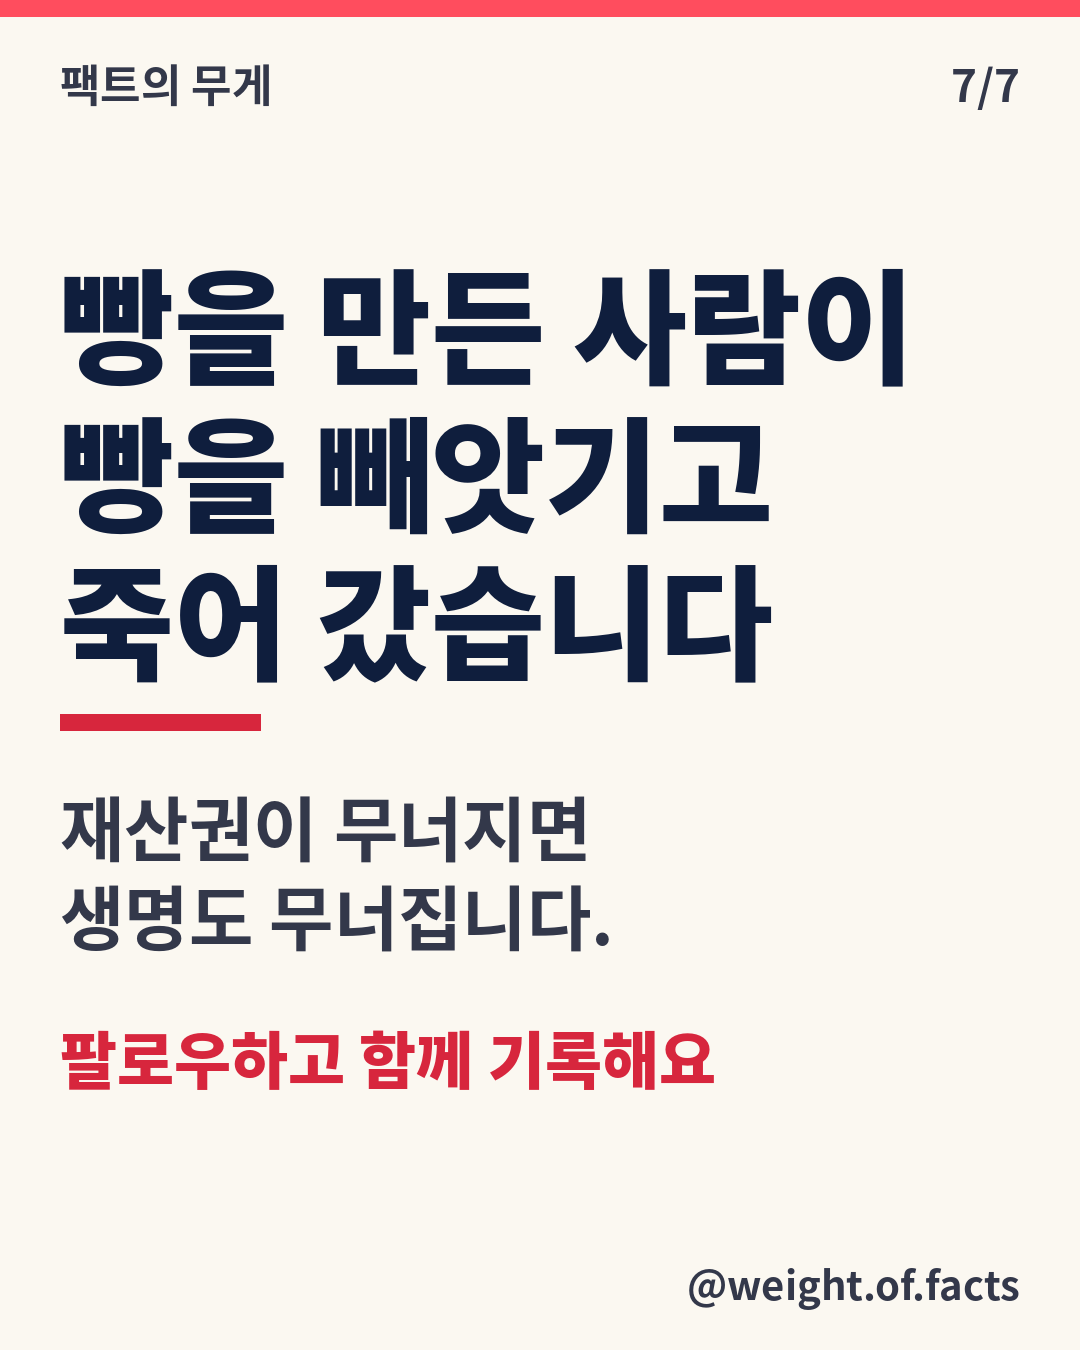 팩트의 무게
7/7
빵을 만든 사람이
빵을 빼앗기고
죽어 갔습니다
재산권이 무너지면
생명도 무너집니다.
팔로우하고 함께 기록해요
@weight.of.facts